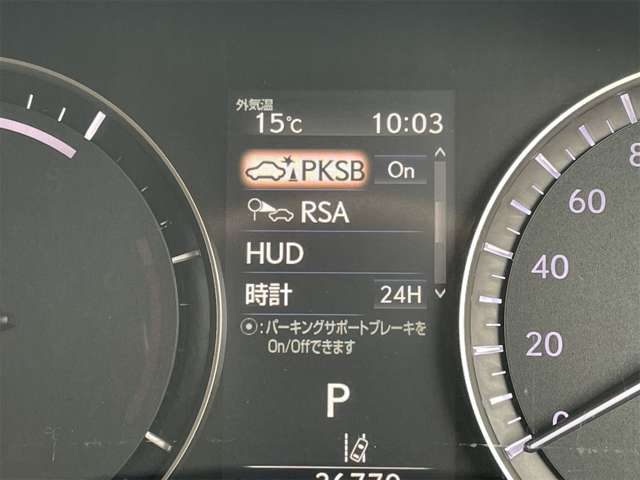 外気温
15℃ 10:03
PKSB On
RSA
HUD
時計 24H
⦿:パーキングサポートブレーキを
On/Offできます
P
8
60
40
20
0